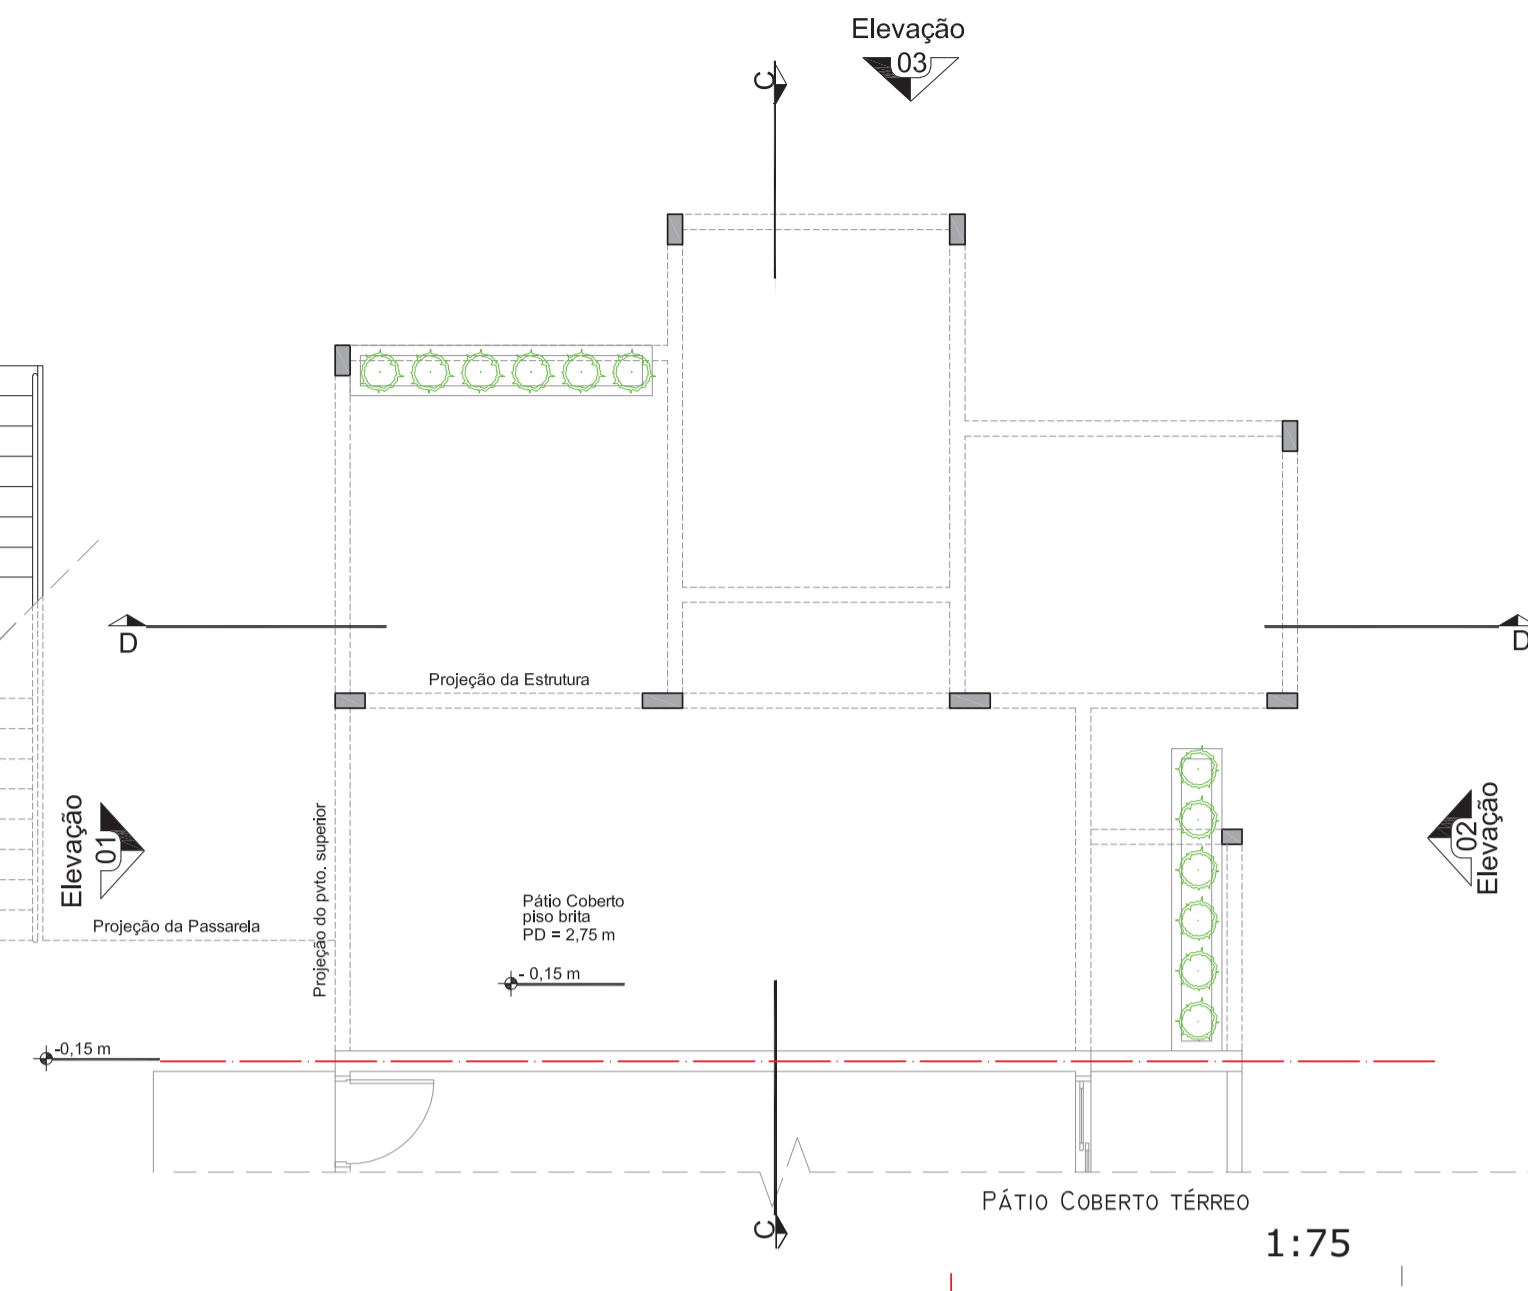 Elevação
03
C
D
D
Projeção da Estrutura
Elevação
01
Projeção do pvto. superior
02
Elevação
Pátio Coberto
piso brita
PD = 2,75 m
Projeção da Passarela
- 0,15 m
-0,15 m
C
PÁTIO COBERTO TÉRREO
1:75